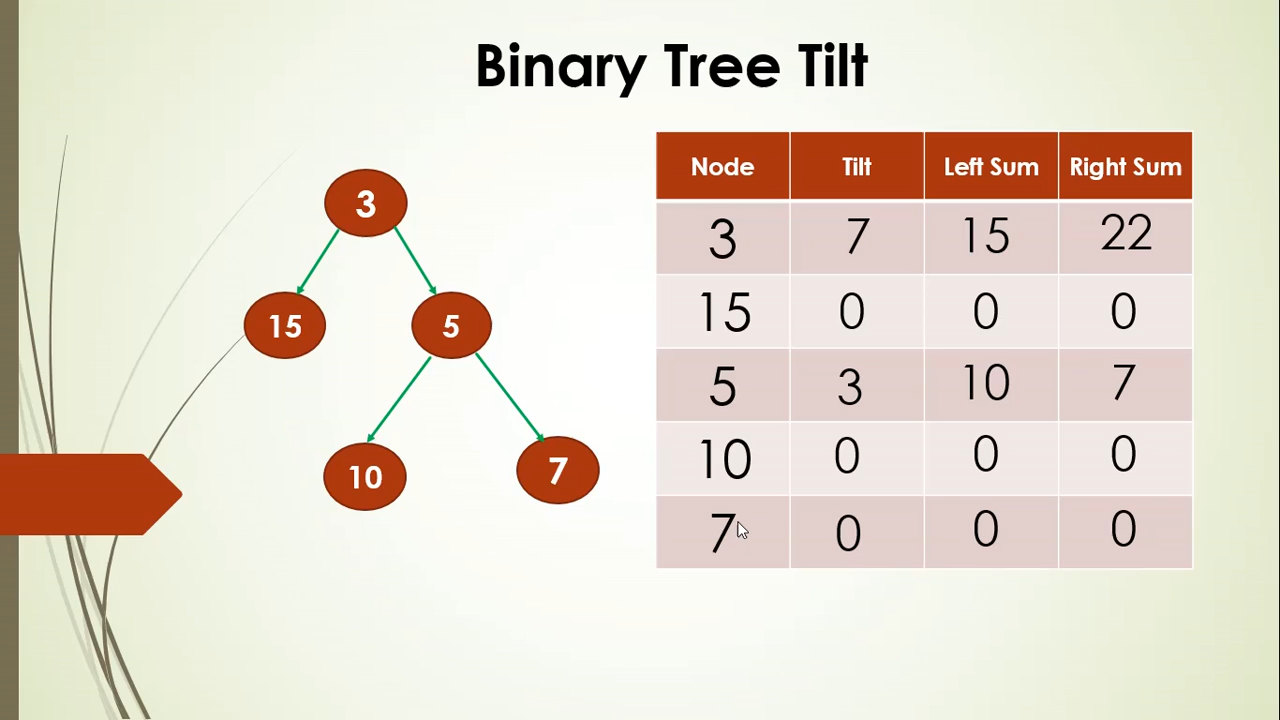 Binary Tree Tilt
3
15
5
10
7
Node Tilt Left Sum Right Sum
3 7 15 22
15 0 0 0
5 3 10 7
10 0 0 0
7 0 0 0